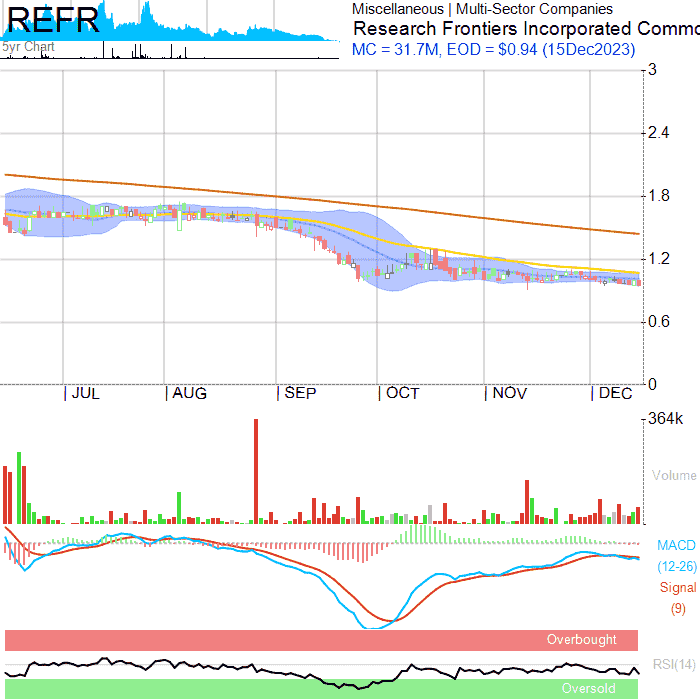 REFR
5yr Chart
Miscellaneous | Multi-Sector Companies
Research Frontiers Incorporated Commo
MC = 31.7M, EOD = $0.94 (15Dec2023)
3
2.4
1.8
1.2
0.6
0
JUL AUG SEP OCT NOV DEC
364k
Volume
MACD
(12-26)
Signal
(9)
Overbought
RSI(14)
Oversold